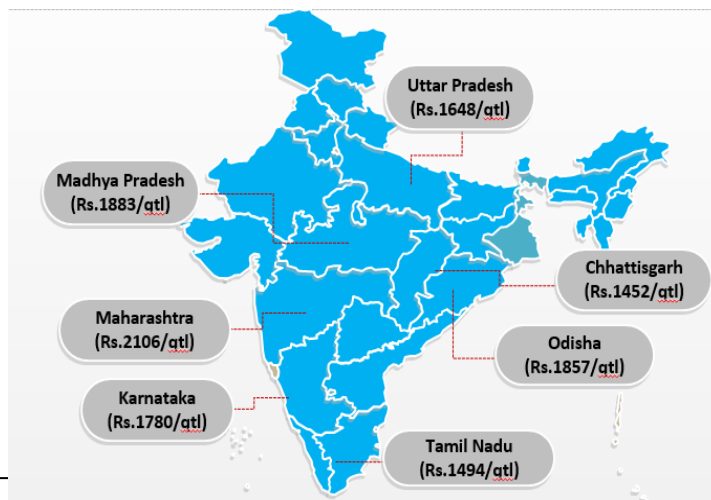 Uttar Pradesh
(Rs.1648/qtl)
Madhya Pradesh
(Rs.1883/qtl)
Chhattisgarh
(Rs.1452/qtl)
Maharashtra
(Rs.2106/qtl)
Odisha
(Rs.1857/qtl)
Karnataka
(Rs.1780/qtl)
Tamil Nadu
(Rs.1494/qtl)